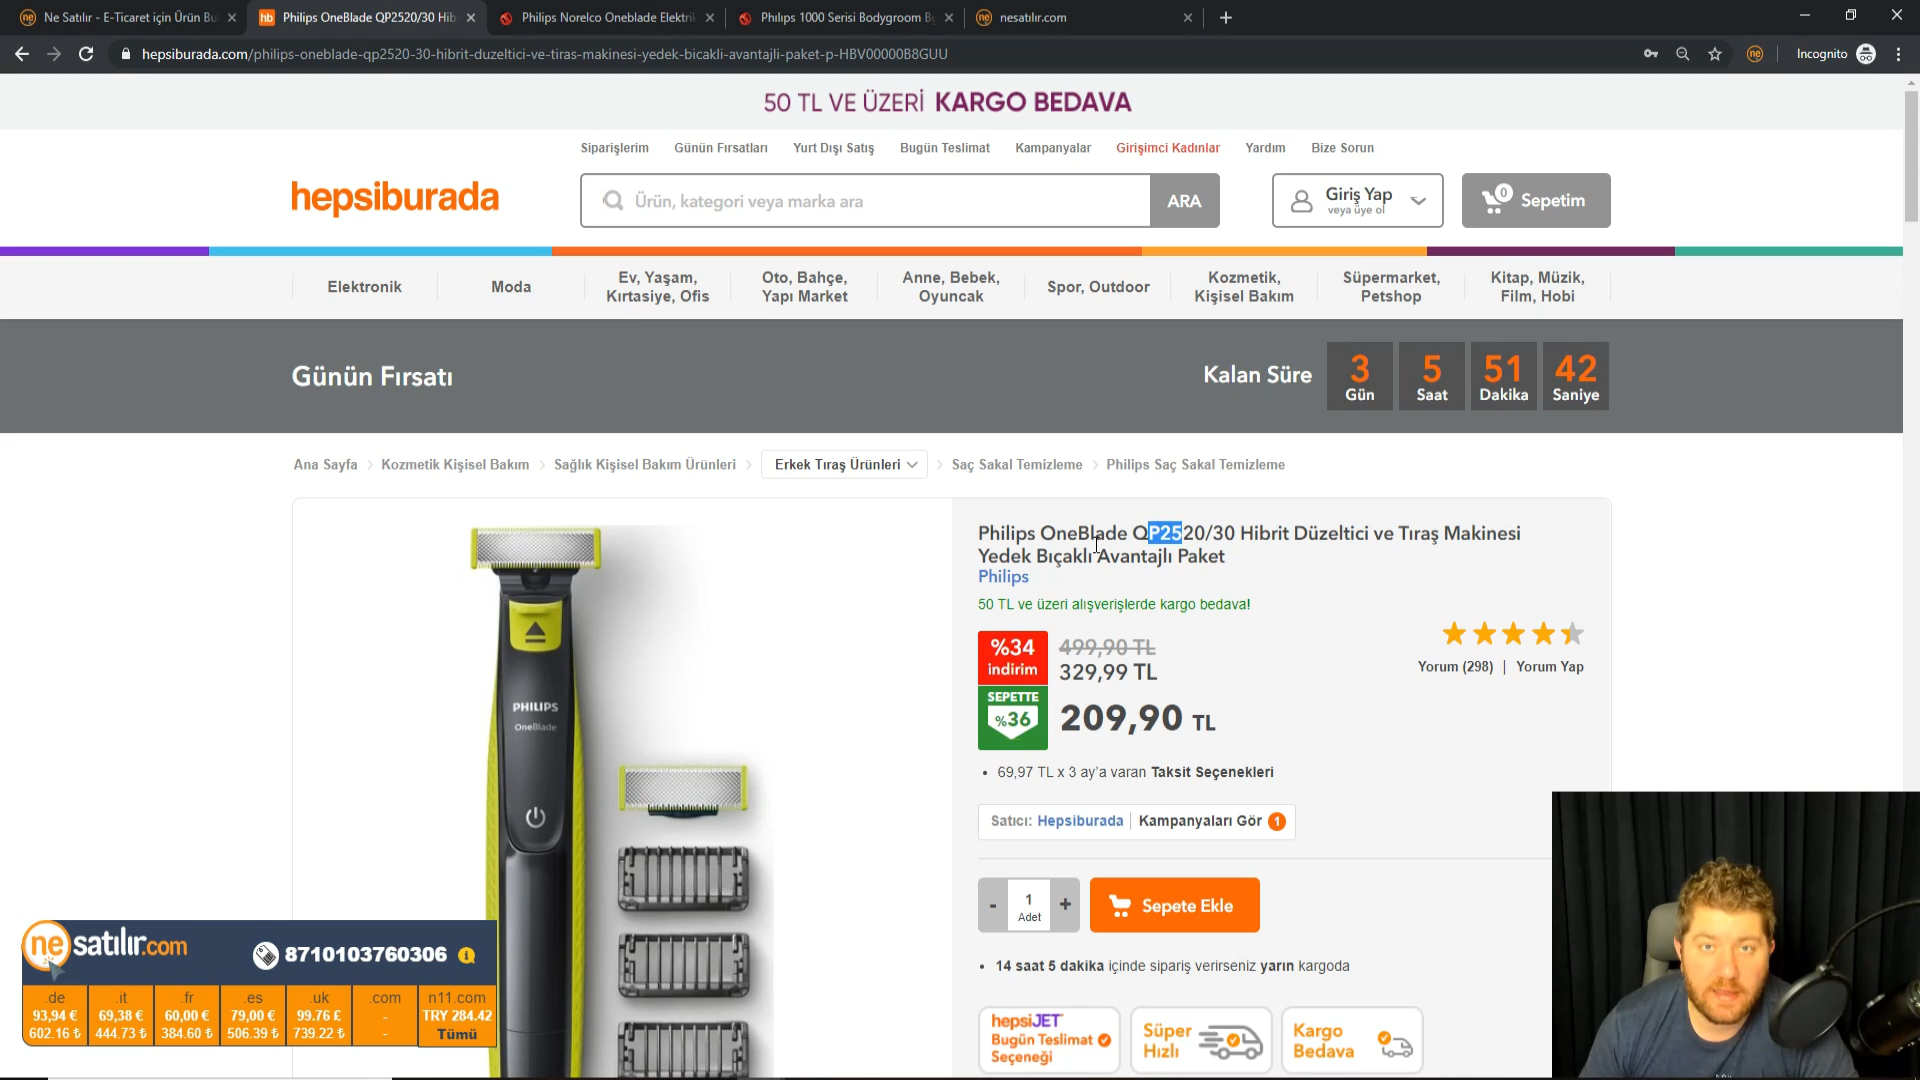 Ne Satılır - E-Ticaret için Ürün Bu
Philips OneBlade QP2520/30 Hib
Philips Norelco Oneblade Elektrik
Philips 1000 Serisi Bodygroom Bg
nesatılır.com
hepsiburada.com/philips-oneblade-qp2520-30-hibrit-duzeltici-ve-tiras-makinesi-yedek-bicakli-avantajli-paket-p-HBV00000B8GUU
Incognito
50 TL VE ÜZERİ KARGO BEDAVA
Siparişlerim Günün Fırsatları Yurt Dışı Satış Bugün Teslimat Kampanyalar Girişimci Kadınlar Yardım Bize Sorun
hepsiburada
Ürün, kategori veya marka ara
ARA
Giriş Yap
veya üye ol
0
Sepetim
Elektronik
Moda
Ev, Yaşam,
Kırtasiye, Ofis
Oto, Bahçe,
Yapı Market
Anne, Bebek,
Oyuncak
Spor, Outdoor
Kozmetik,
Kişisel Bakım
Süpermarket,
Petshop
Kitap, Müzik,
Film, Hobi
Günün Fırsatı
Kalan Süre
3 Gün
5 Saat
51 Dakika
42 Saniye
Ana Sayfa > Kozmetik Kişisel Bakım > Sağlık Kişisel Bakım Ürünleri > Erkek Tıraş Ürünleri > Saç Sakal Temizleme > Philips Saç Sakal Temizleme
Philips OneBlade QP2520/30 Hibrit Düzeltici ve Tıraş Makinesi
Yedek Bıçaklı Avantajlı Paket
Philips
50 TL ve üzeri alışverişlerde kargo bedava!
%34
indirim
499,90 TL
329,99 TL
SEPETTE
%36
209,90 TL
Yorum (298) | Yorum Yap
• 69,97 TL x 3 ay'a varan Taksit Seçenekleri
Satıcı: Hepsiburada | Kampanyaları Gör 1
- 1 +
Adet
Sepete Ekle
• 14 saat 5 dakika içinde sipariş verirseniz yarın kargoda
hepsiJET
Bugün Teslimat
Seçeneği
Süper
Hızlı
Kargo
Bedava
PHILIPS
OneBlade
ne satılır.com
8710103760306
.de
93,94 €
602.16 ₺
.it
69,38 €
444.73 ₺
.fr
60,00 €
384.60 ₺
.es
79,00 €
506.39 ₺
.uk
99.76 £
739.22 ₺
.com
-
-
n11.com
TRY 284.42
Tümü